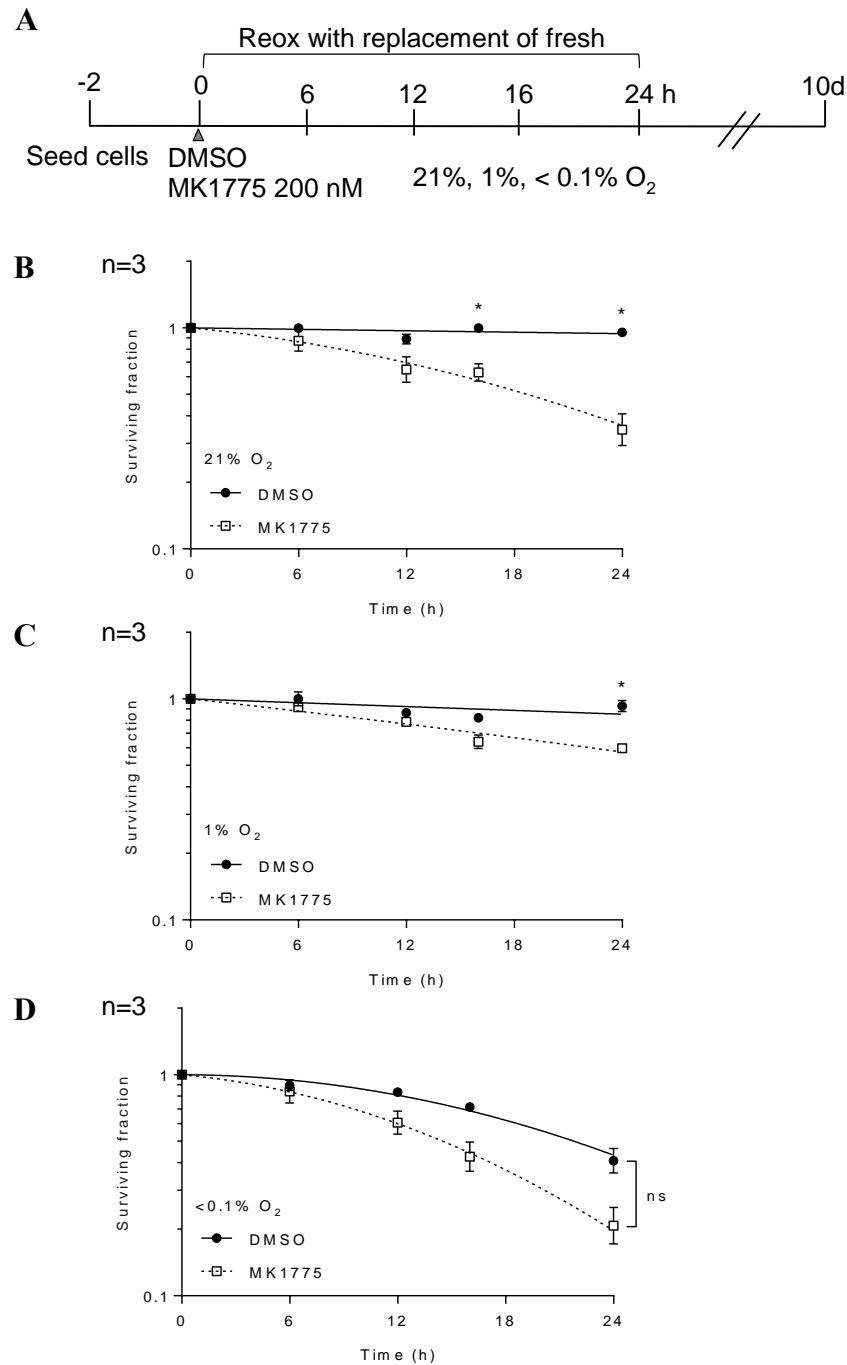 A
Reox with replacement of fresh
-2 0 6 12 16 24 h 10d
Seed cells DMSO
MK1775 200 nM 21%, 1%, < 0.1% O₂
B n=3
* *
1
Surviving fraction
21% O₂
DMSO
MK1775
0.1
0 6 12 18 24
Time (h)
C n=3
*
1
Surviving fraction
1% O₂
DMSO
MK1775
0.1
0 6 12 18 24
Time (h)
D n=3
1
Surviving fraction
ns
<0.1% O₂
DMSO
MK1775
0.1
0 6 12 18 24
Time (h)